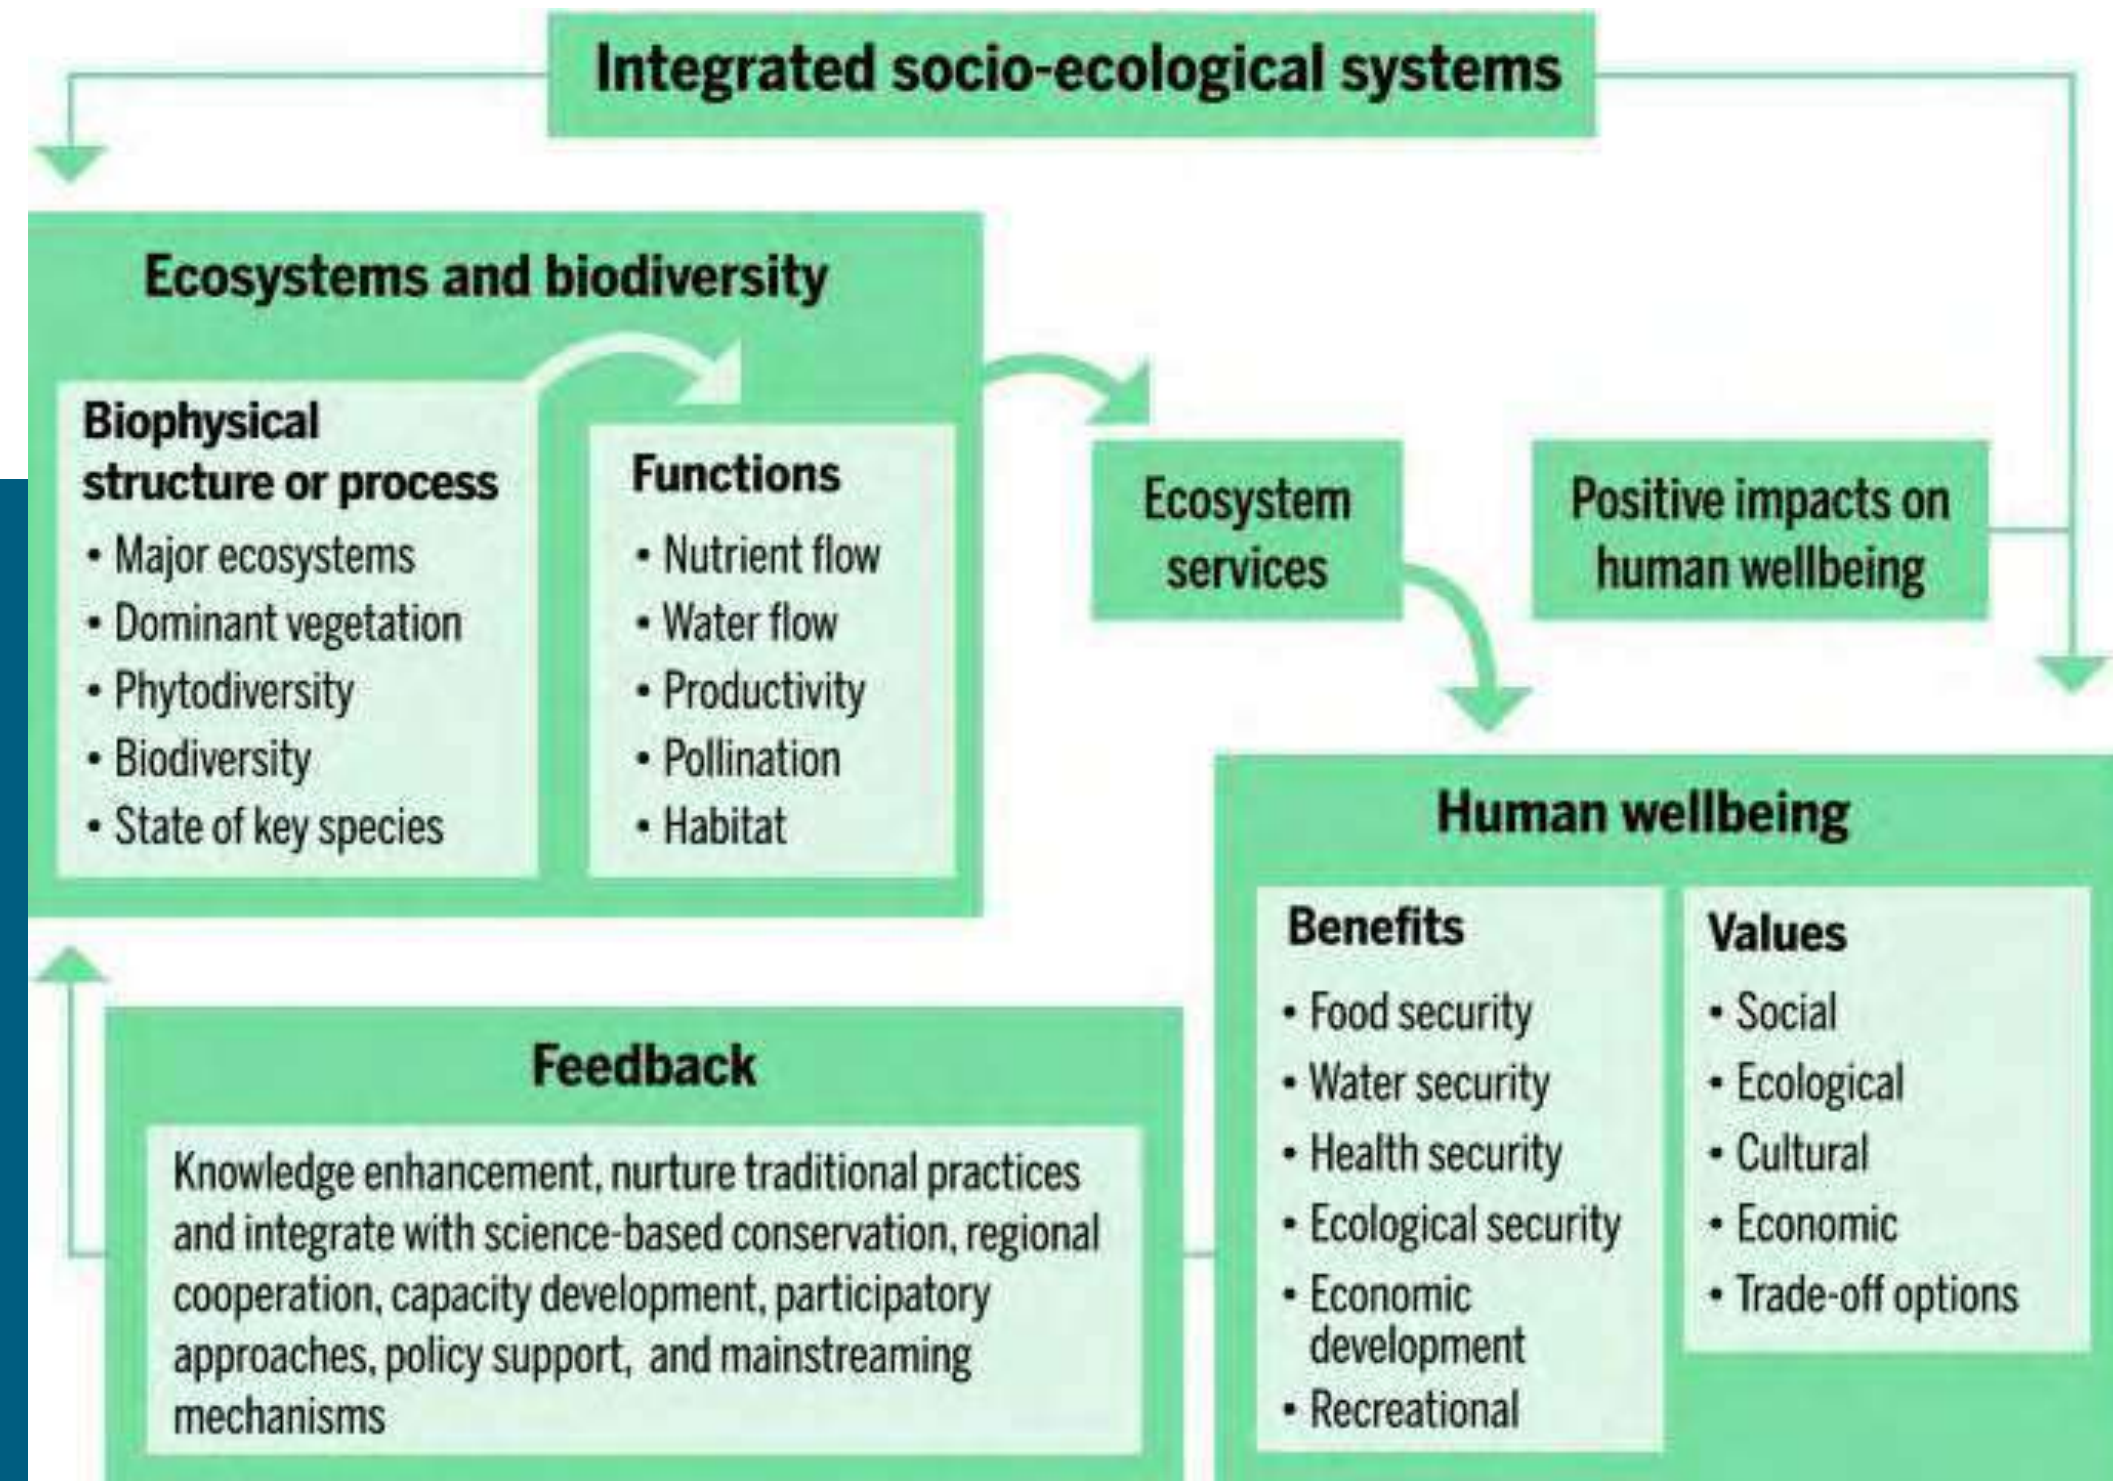 Integrated socio-ecological systems
Ecosystems and biodiversity
Biophysical
structure or process
• Major ecosystems
• Dominant vegetation
• Phytodiversity
• Biodiversity
• State of key species
Functions
• Nutrient flow
• Water flow
• Productivity
• Pollination
• Habitat
Ecosystem
services
Positive impacts on
human wellbeing
Human wellbeing
Benefits
• Food security
• Water security
• Health security
• Ecological security
• Economic
development
• Recreational
Values
• Social
• Ecological
• Cultural
• Economic
• Trade-off options
Feedback
Knowledge enhancement, nurture traditional practices
and integrate with science-based conservation, regional
cooperation, capacity development, participatory
approaches, policy support, and mainstreaming
mechanisms